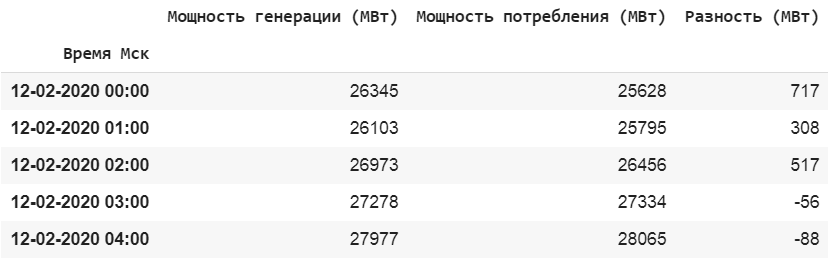 Мощность генерации (МВт) Мощность потребления (МВт) Разность (МВт)
Время Мск
12-02-2020 00:00 26345 25628 717
12-02-2020 01:00 26103 25795 308
12-02-2020 02:00 26973 26456 517
12-02-2020 03:00 27278 27334 -56
12-02-2020 04:00 27977 28065 -88